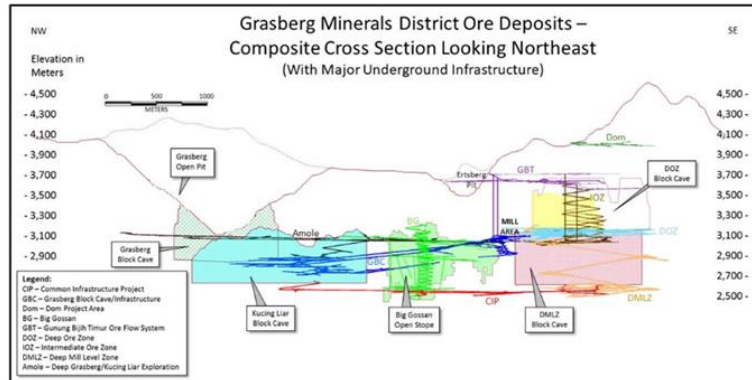 NW
Grasberg Minerals District Ore Deposits –
Composite Cross Section Looking Northeast
(With Major Underground Infrastructure)
SE
Elevation in
Meters
0 500 1000
METERS
- 4,500
- 4,300
- 4,100
- 3,900
- 3,700
- 3,500
- 3,300
- 3,100
- 2,900
4,500 -
4,300 -
4,100 -
3,900 -
3,700 -
3,500 -
3,300 -
3,100 -
2,900 -
2,700 -
2,500 -
Dom
Grasberg
Open Pit
Ertsberg
Pit
GBT
DOZ
Block Cave
IOZ
BG
MILL
AREA
Amole
DOZ
Grasberg
Block Cave
GBC
CIP
DMLZ
Kucing Liar
Block Cave
Big Gossan
Open Stope
DMLZ
Block Cave
Legend:
CIP – Common Infrastructure Project
GBC – Grasberg Block Cave/Infrastructure
Dom – Dom Project Area
BG – Big Gossan
GBT – Gunung Bijih Timur Ore Flow System
DOZ – Deep Ore Zone
IOZ – Intermediate Ore Zone
DMLZ – Deep Mill Level Zone
Amole – Deep Grasberg/Kucing Liar Exploration